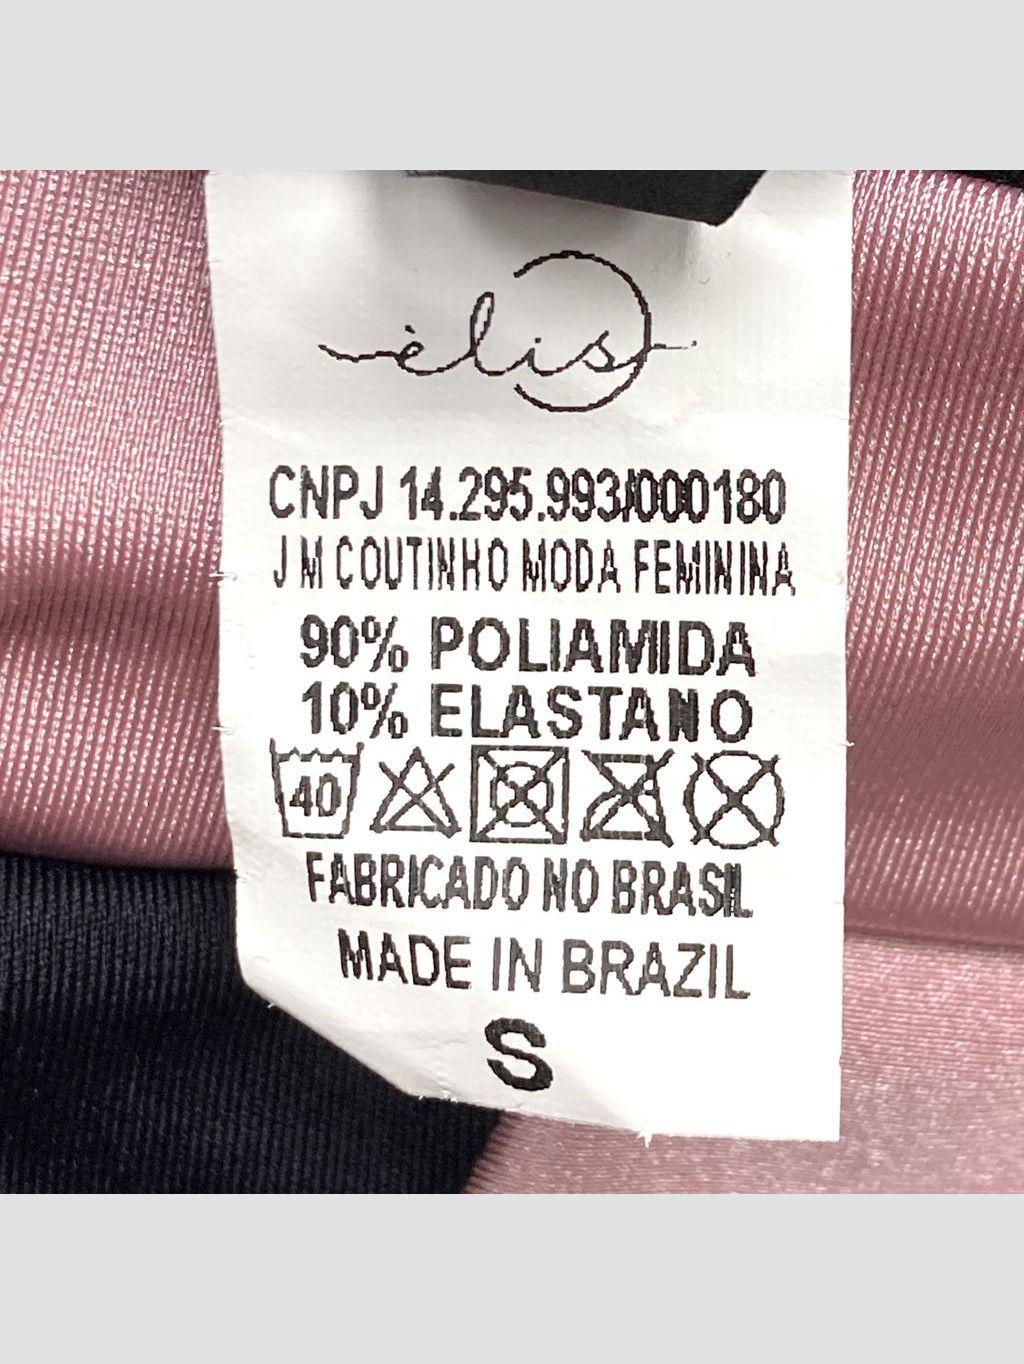 èlis
CNPJ 14.295.993/000180
J M COUTINHO MODA FEMININA
90% POLIAMIDA
10% ELASTANO
40
FABRICADO NO BRASIL
MADE IN BRAZIL
S